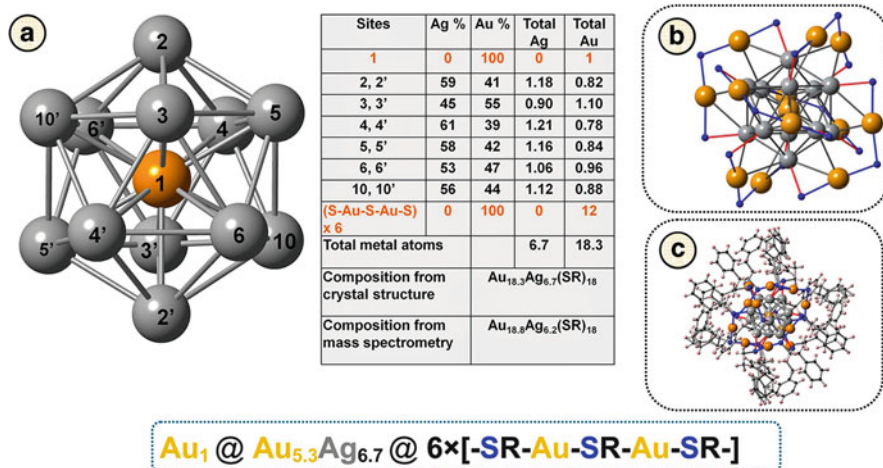 a
2
10'
6'
3
4
5
1
5'
4'
3'
6
10
2'
Sites Ag % Au % Total Ag Total Au
1 0 100 0 1
2, 2' 59 41 1.18 0.82
3, 3' 45 55 0.90 1.10
4, 4' 61 39 1.21 0.78
5, 5' 58 42 1.16 0.84
6, 6' 53 47 1.06 0.96
10, 10' 56 44 1.12 0.88
(S-Au-S-Au-S) x 6 0 100 0 12
Total metal atoms 6.7 18.3
Composition from crystal structure Au18.3Ag6.7(SR)18
Composition from mass spectrometry Au18.8Ag6.2(SR)18
b
c
Au1 @ Au5.3Ag6.7 @ 6×[-SR-Au-SR-Au-SR-]